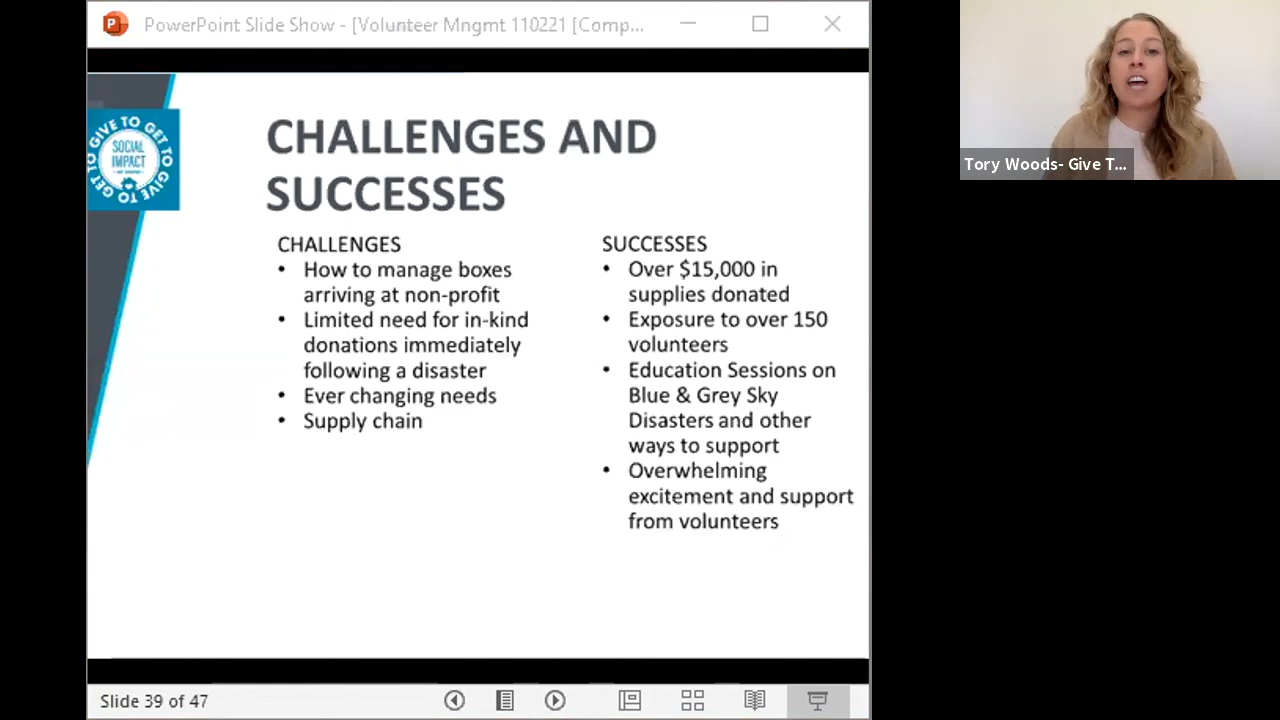 PowerPoint Slide Show - [Volunteer Mngmt 110221 [Comp...
GIVE TO GET TO GIVE TO GET TO
SOCIAL
IMPACT
CHALLENGES AND
SUCCESSES
CHALLENGES
• How to manage boxes
arriving at non-profit
• Limited need for in-kind
donations immediately
following a disaster
• Ever changing needs
• Supply chain
SUCCESSES
• Over $15,000 in
supplies donated
• Exposure to over 150
volunteers
• Education Sessions on
Blue & Grey Sky
Disasters and other
ways to support
• Overwhelming
excitement and support
from volunteers
Slide 39 of 47
Tory Woods- Give T...